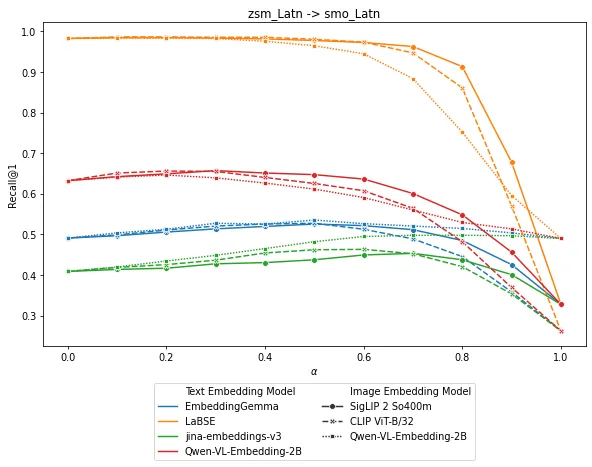 zsm_Latn -> smo_Latn
1.0
0.9
0.8
0.7
0.6
0.5
0.4
0.3
Recall@1
0.0 0.2 0.4 0.6 0.8 1.0
α
Text Embedding Model Image Embedding Model
EmbeddingGemma SigLIP 2 So400m
LaBSE CLIP ViT-B/32
jina-embeddings-v3 Qwen-VL-Embedding-2B
Qwen-VL-Embedding-2B